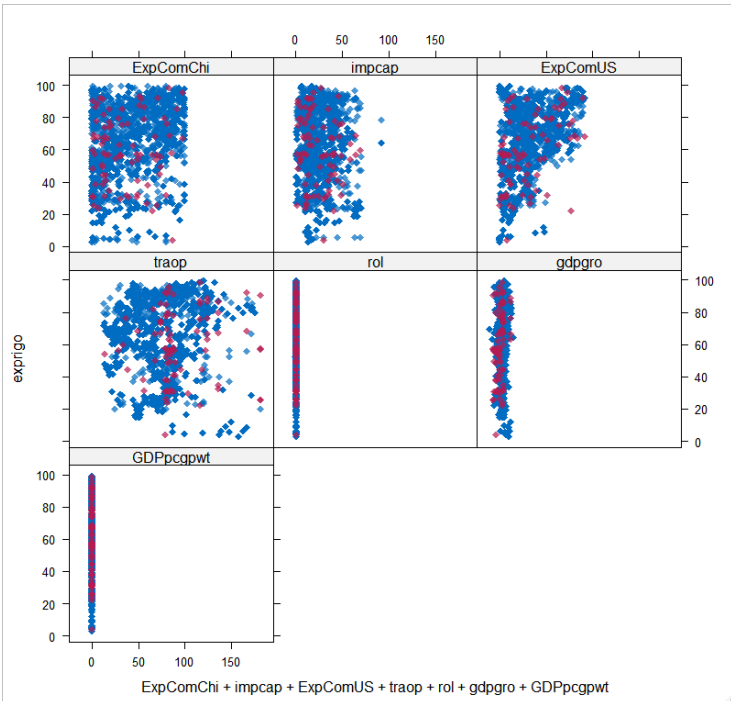 0 50 100 150
ExpComChi impcap ExpComUS
100
80
60
40
20
0
traop rol gdpgro
100
80
60
40
20
0
exprigo
GDPpcgpwt
100
80
60
40
20
0
0 50 100 150
ExpComChi + impcap + ExpComUS + traop + rol + gdpgro + GDPpcgpwt